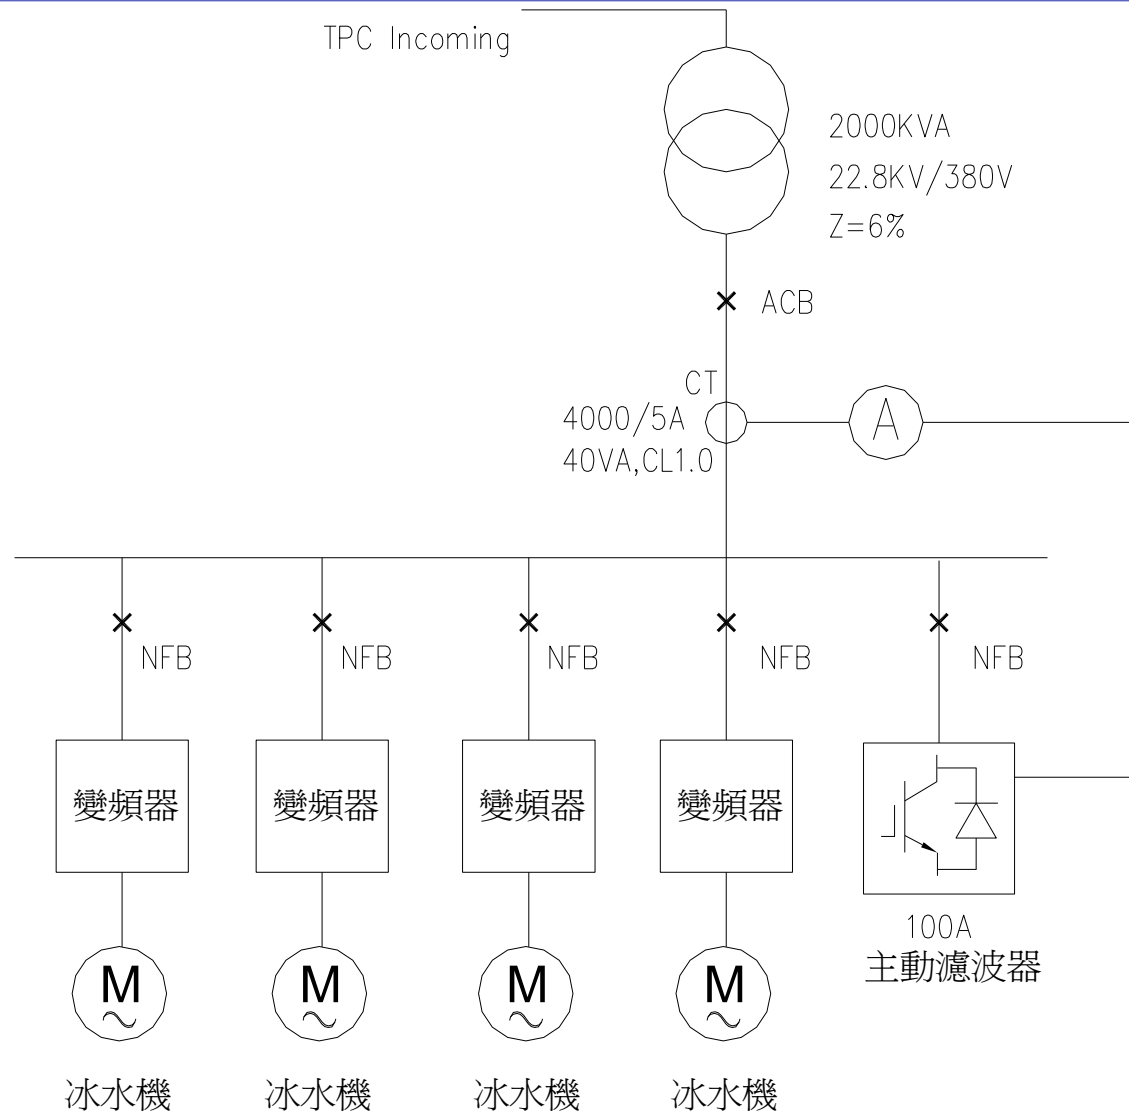 TPC Incoming
2000KVA
22.8KV/380V
Z=6%
ACB
CT
4000/5A
40VA,CL1.0
A
NFB
NFB
NFB
NFB
NFB
變頻器
變頻器
變頻器
變頻器
100A
主動濾波器
M
M
M
M
冰水機
冰水機
冰水機
冰水機